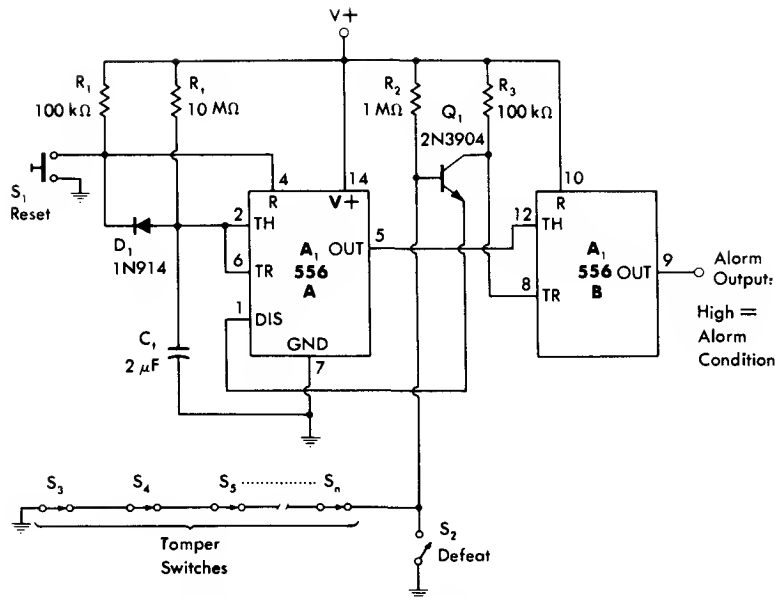 V+
R₁
100 kΩ
Rₜ
10 MΩ
R₂
1 MΩ
Q₁
2N3904
R₃
100 kΩ
S₁
Reset
4
R
14
V+
10
R
D₁
1N914
2
TH
6
TR
1
DIS
A₁
556
A
OUT
5
GND
7
12
TH
8
TR
A₁
556
B
OUT
9
Alorm
Output:
High =
Alorm
Condition
Cₜ
2 μF
S₃
S₄
S₅
Sₙ
Tomper
Switches
S₂
Defeat